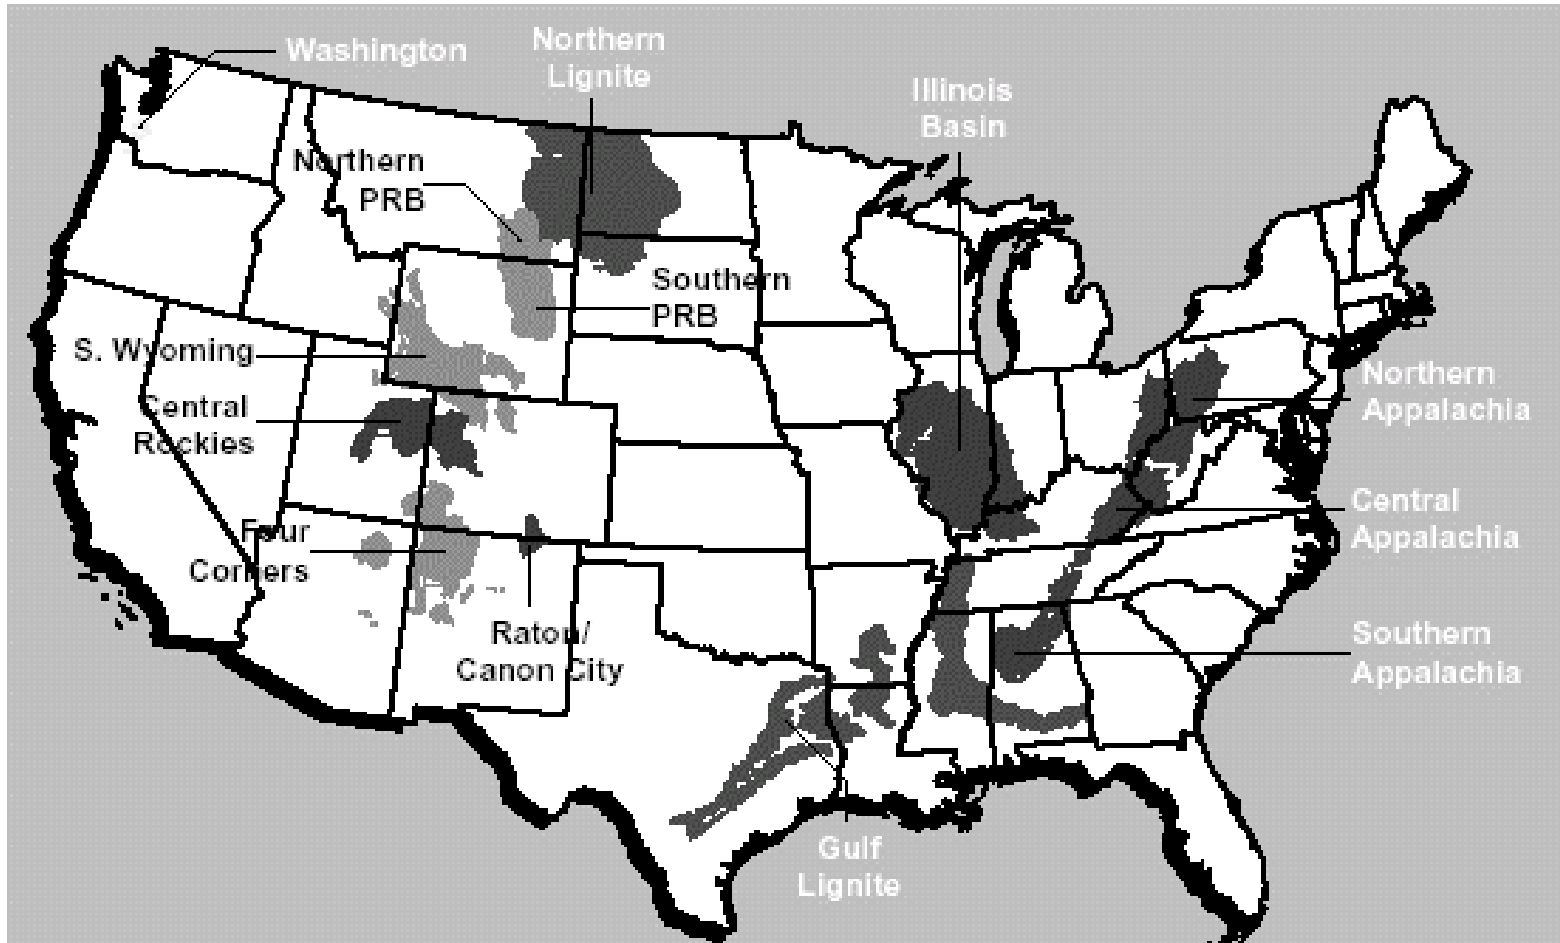 Washington
Northern
Lignite
Illinois
Basin
Northern
PRB
Southern
PRB
S. Wyoming
Central
Rockies
Northern
Appalachia
Four
Corners
Central
Appalachia
Raton/
Canon City
Southern
Appalachia
Gulf
Lignite